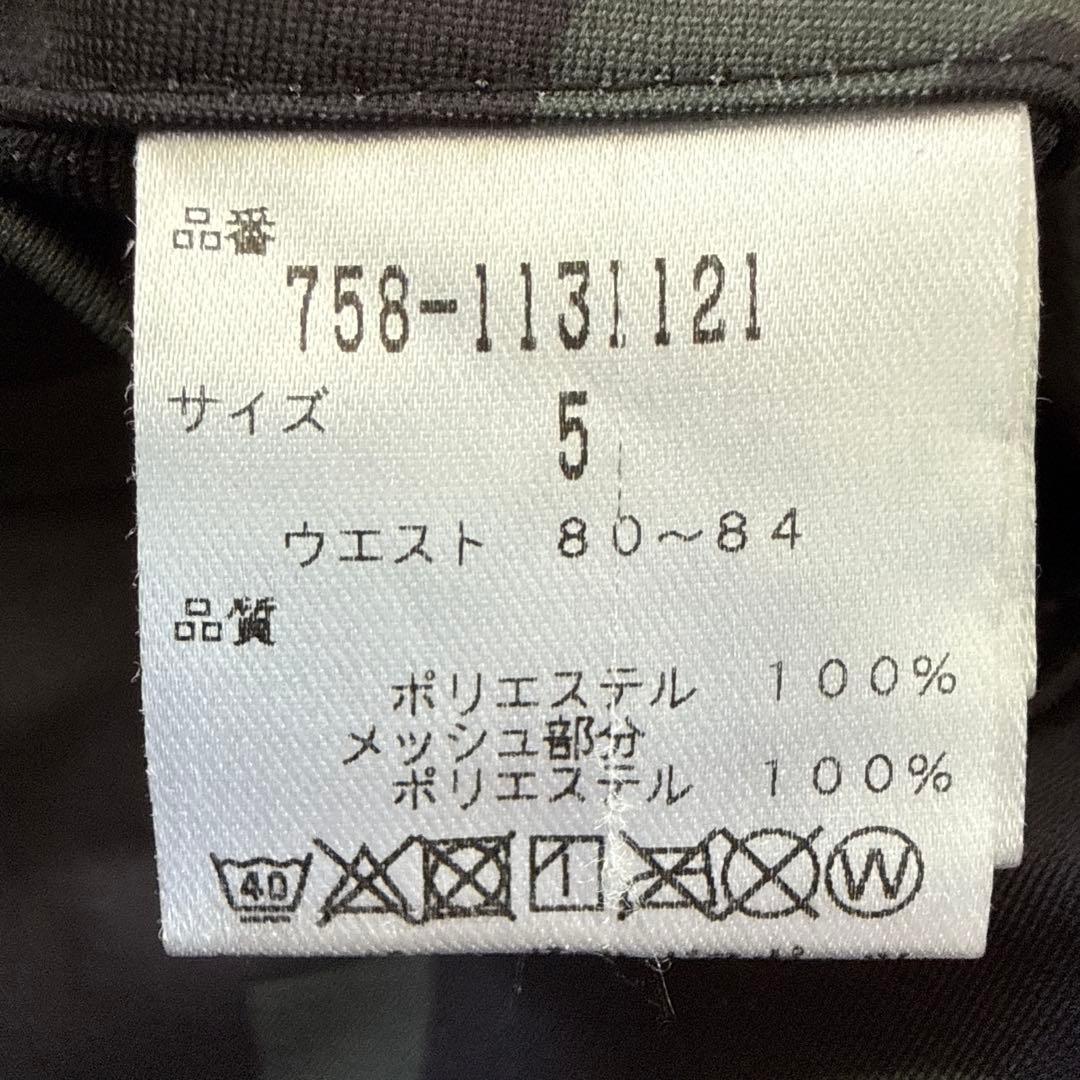 品番
758-1131121
サイズ 5
ウエスト 80～84
品質
ポリエステル 100%
メッシュ部分
ポリエステル 100%
40 1 W